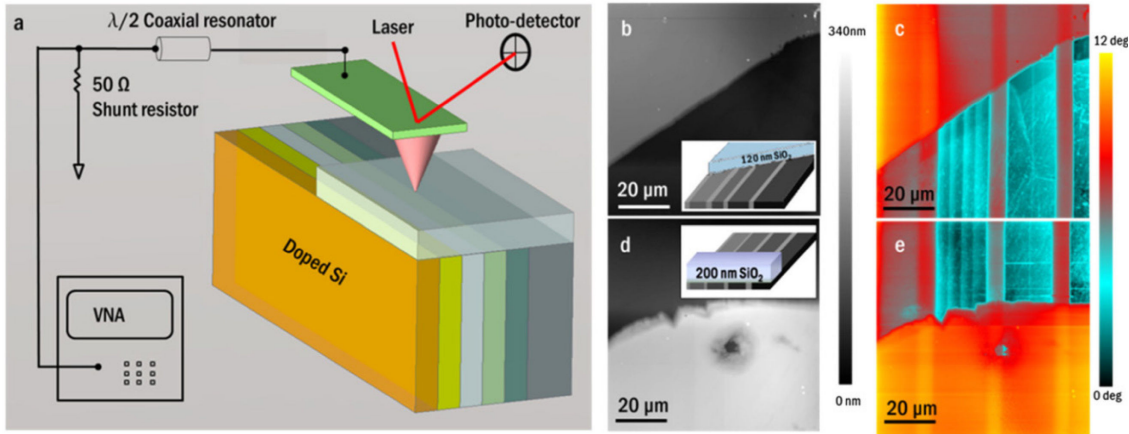 a
λ/2 Coaxial resonator
Laser
Photo-detector
50 Ω
Shunt resistor
Doped Si
VNA
b
120 nm SiO₂
20 µm
d
200 nm SiO₂
20 µm
340nm
0 nm
c
20 µm
e
20 µm
12 deg
0 deg